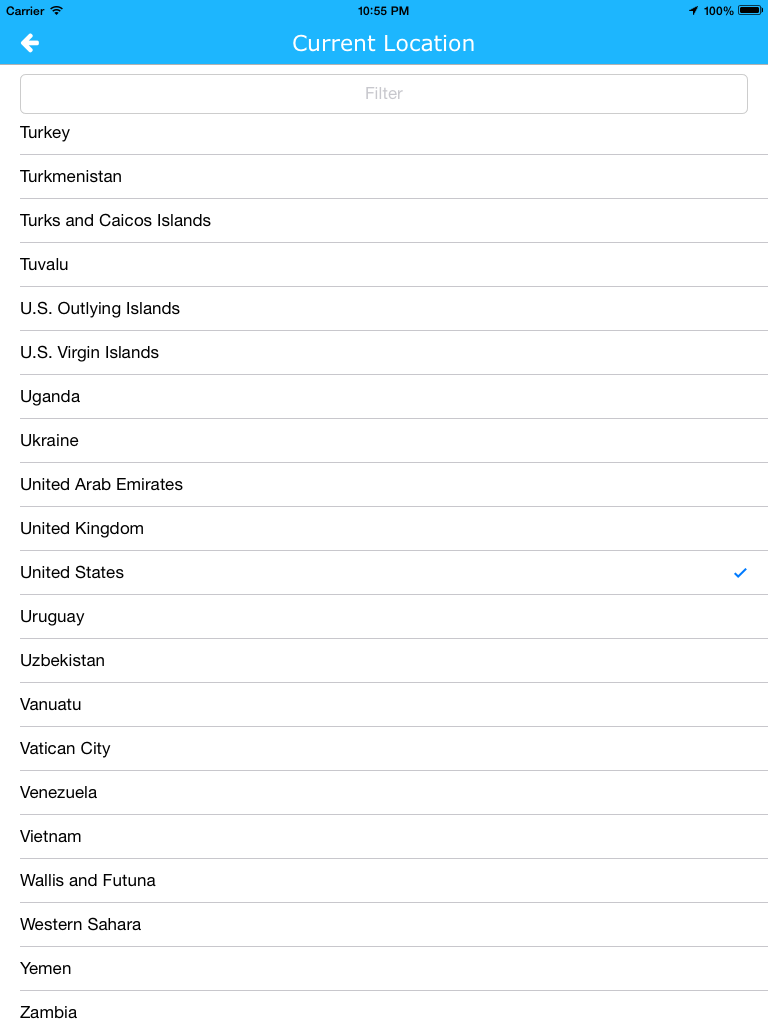 Carrier 10:55 PM 100%
Current Location
Filter
Turkey
Turkmenistan
Turks and Caicos Islands
Tuvalu
U.S. Outlying Islands
U.S. Virgin Islands
Uganda
Ukraine
United Arab Emirates
United Kingdom
United States
Uruguay
Uzbekistan
Vanuatu
Vatican City
Venezuela
Vietnam
Wallis and Futuna
Western Sahara
Yemen
Zambia